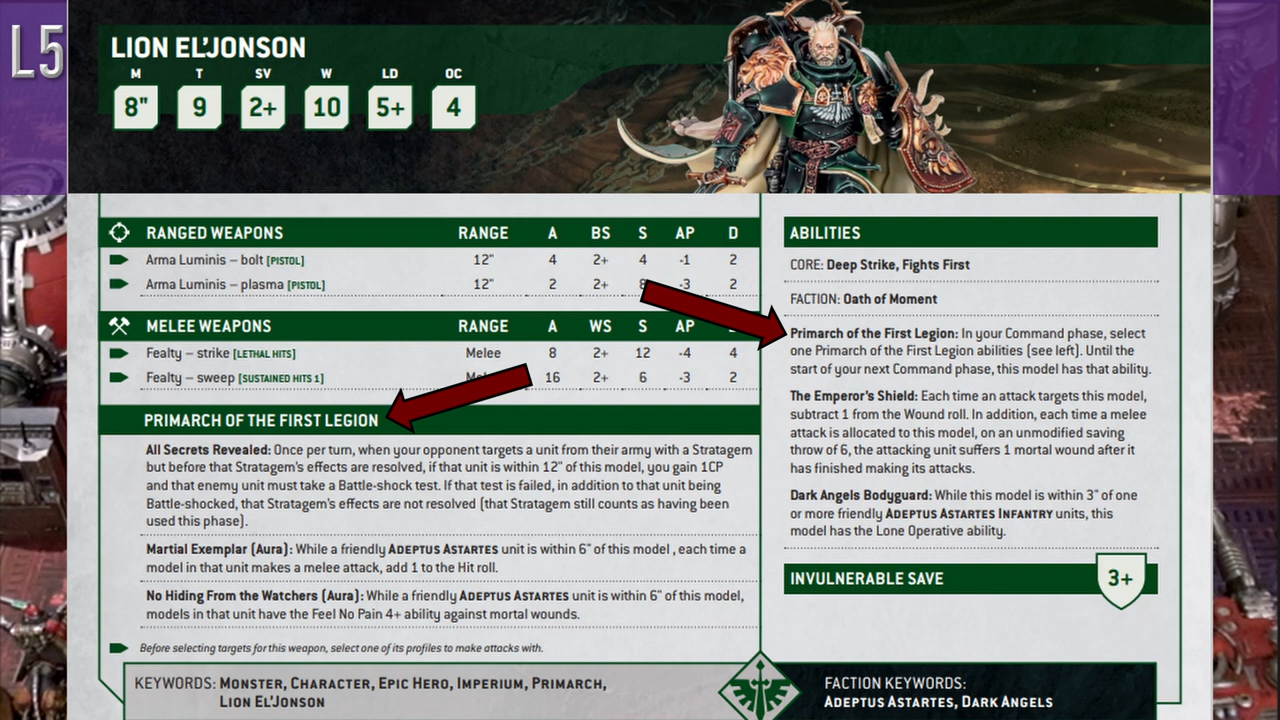 L5
LION EL'JONSON
M T SV W LD OC
8" 9 2+ 10 5+ 4
RANGED WEAPONS RANGE A BS S AP D
Arma Luminis – bolt [PISTOL] 12" 4 2+ 4 -1 2
Arma Luminis – plasma [PISTOL] 12" 2 2+ -3 2
MELEE WEAPONS RANGE A WS S AP
Fealty – strike [LETHAL HITS] Melee 8 2+ 12 -4 4
Fealty – sweep [SUSTAINED HITS 1] 16 2+ 6 -3 2
PRIMARCH OF THE FIRST LEGION
All Secrets Revealed: Once per turn, when your opponent targets a unit from their army with a Stratagem
but before that Stratagem's effects are resolved, if that unit is within 12" of this model, you gain 1CP
and that enemy unit must take a Battle-shock test. If that test is failed, in addition to that unit being
Battle-shocked, that Stratagem's effects are not resolved (that Stratagem still counts as having been
used this phase).
Martial Exemplar (Aura): While a friendly ADEPTUS ASTARTES unit is within 6" of this model , each time a
model in that unit makes a melee attack, add 1 to the Hit roll.
No Hiding From the Watchers (Aura): While a friendly ADEPTUS ASTARTES unit is within 6" of this model,
models in that unit have the Feel No Pain 4+ ability against mortal wounds.
Before selecting targets for this weapon, select one of its profiles to make attacks with.
ABILITIES
CORE: Deep Strike, Fights First
FACTION: Oath of Moment
Primarch of the First Legion: In your Command phase, select
one Primarch of the First Legion abilities (see left). Until the
start of your next Command phase, this model has that ability.
The Emperor's Shield: Each time an attack targets this model,
subtract 1 from the Wound roll. In addition, each time a melee
attack is allocated to this model, on an unmodified saving
throw of 6, the attacking unit suffers 1 mortal wound after it
has finished making its attacks.
Dark Angels Bodyguard: While this model is within 3" of one
or more friendly ADEPTUS ASTARTES INFANTRY units, this
model has the Lone Operative ability.
INVULNERABLE SAVE 3+
KEYWORDS: MONSTER, CHARACTER, EPIC HERO, IMPERIUM, PRIMARCH,
LION EL'JONSON
FACTION KEYWORDS:
ADEPTUS ASTARTES, DARK ANGELS